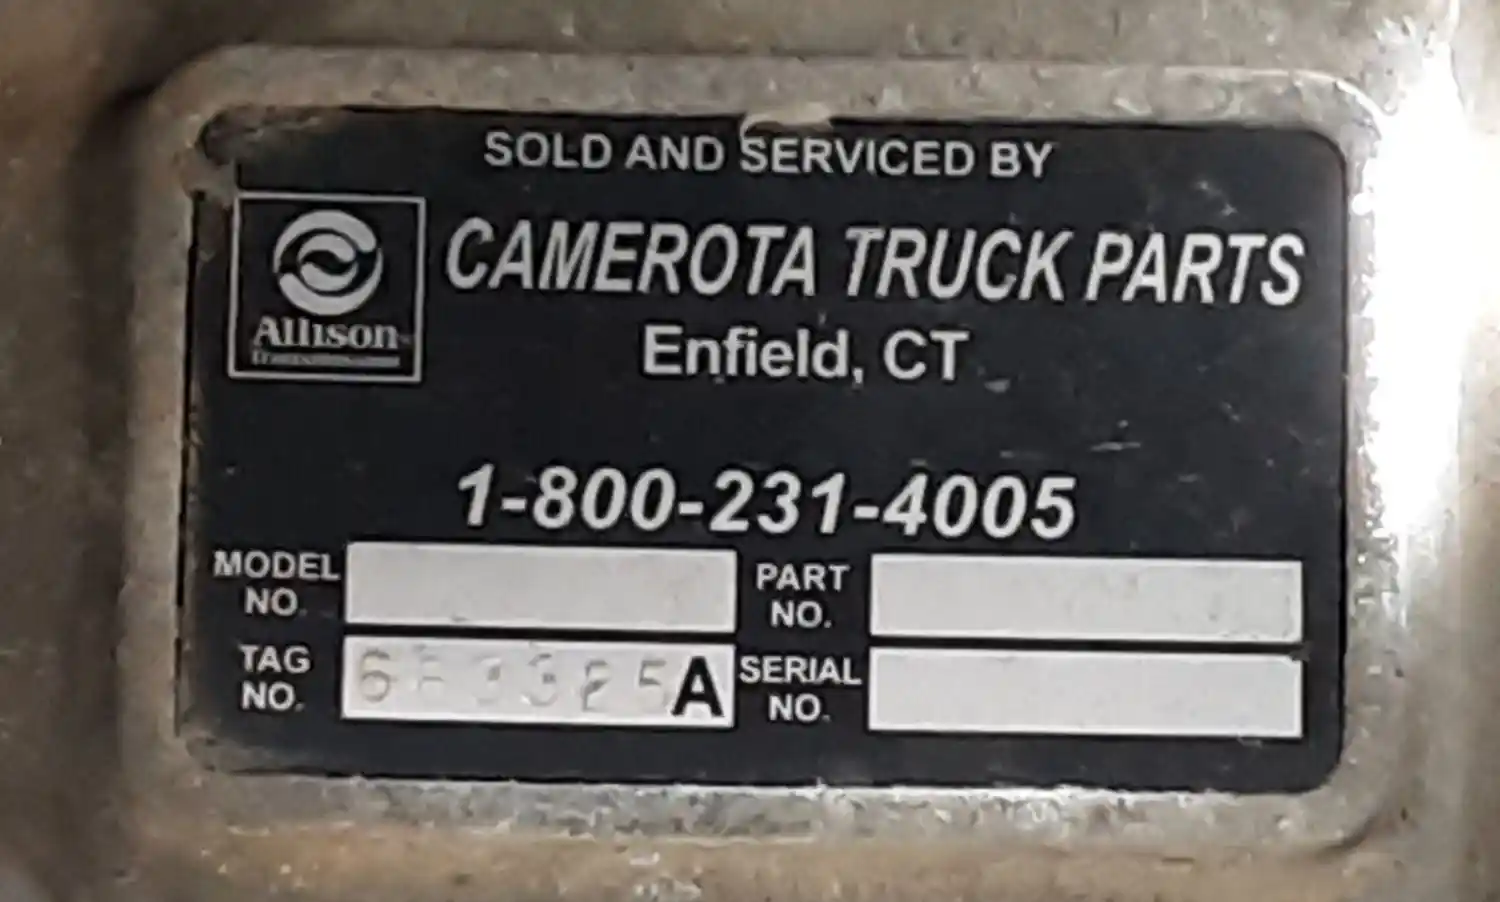 SOLD AND SERVICED BY
CAMEROTA TRUCK PARTS
Enfield, CT
Allison
Transmission
1-800-231-4005
MODEL NO.
PART NO.
TAG NO. A
SERIAL NO.